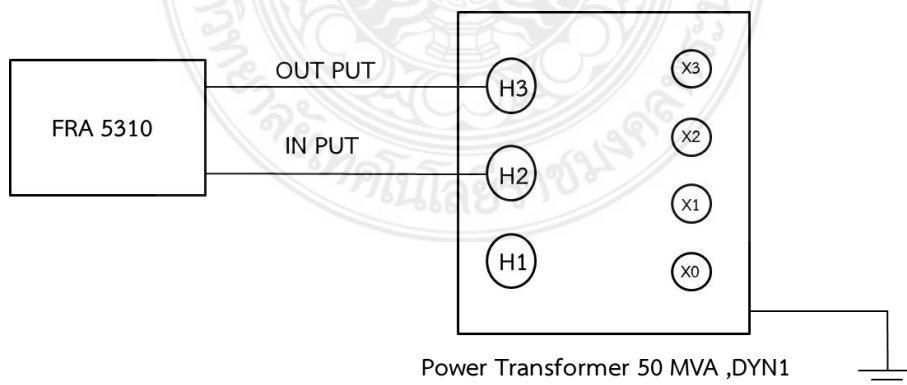 OUT PUT
FRA 5310
IN PUT
H3
H2
H1
X3
X2
X1
X0
Power Transformer 50 MVA ,DYN1